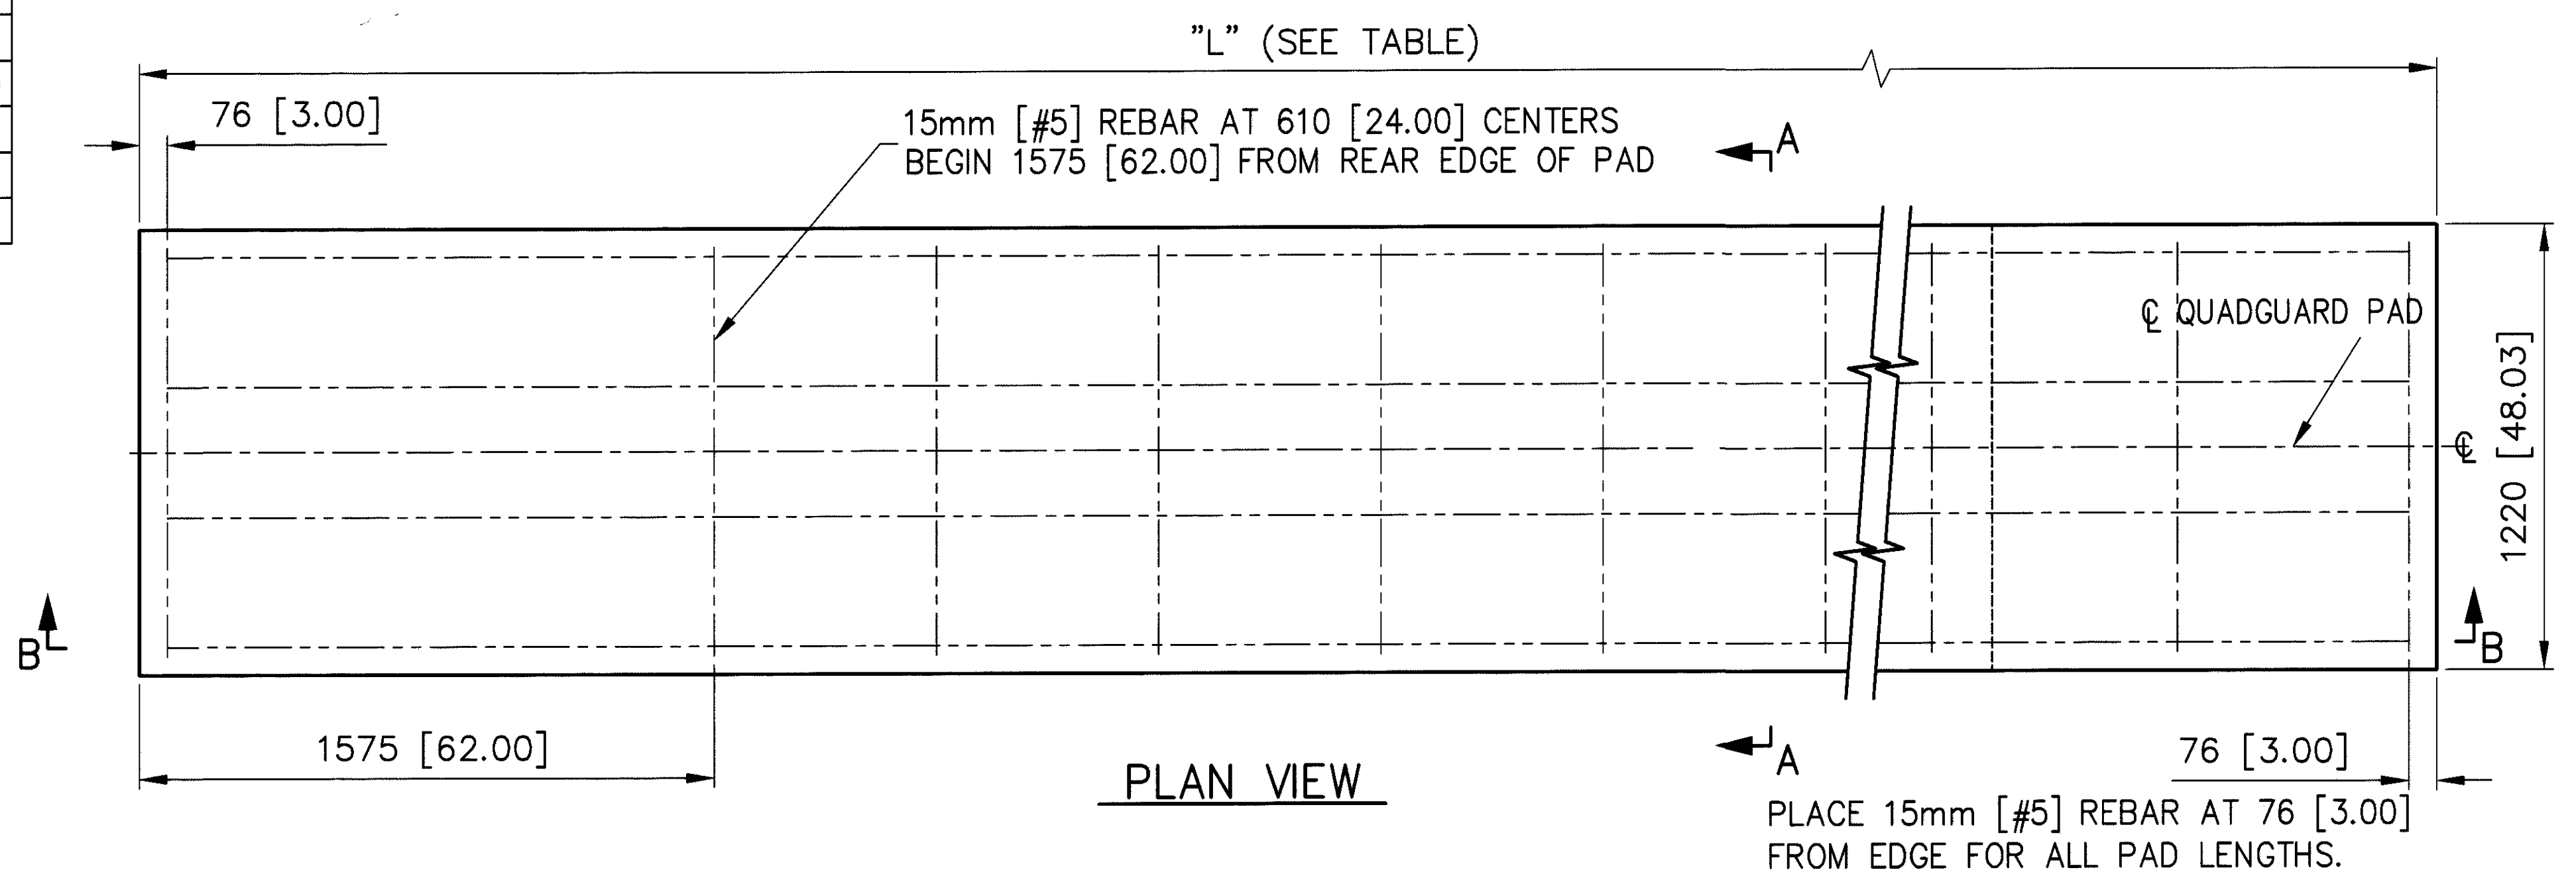 "L" (SEE TABLE)
76 [3.00]
15mm [#5] REBAR AT 610 [24.00] CENTERS
BEGIN 1575 [62.00] FROM REAR EDGE OF PAD
A
℄ QUADGUARD PAD
1220 [48.03]
℄
B
B
1575 [62.00]
PLAN VIEW
A
76 [3.00]
PLACE 15mm [#5] REBAR AT 76 [3.00]
FROM EDGE FOR ALL PAD LENGTHS.